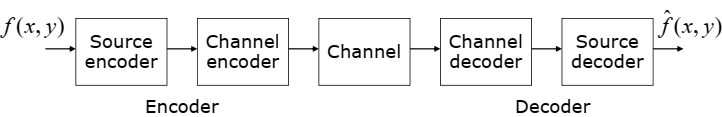 f(x, y)
Source
encoder
Channel
encoder
Channel
Channel
decoder
Source
decoder
f̂(x, y)
Encoder
Decoder